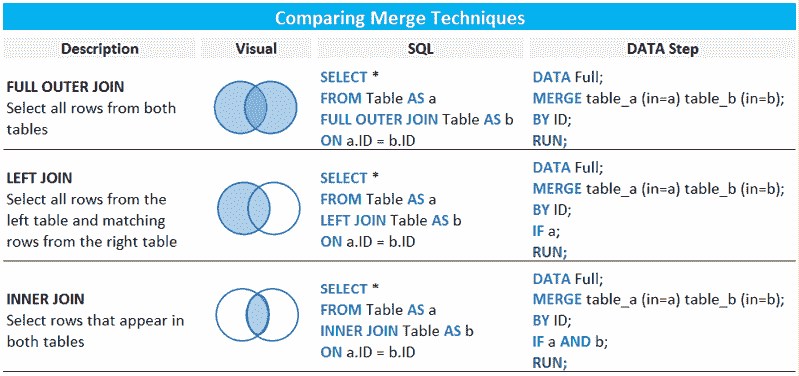 Comparing Merge Techniques
Description Visual SQL DATA Step
FULL OUTER JOIN
Select all rows from both
tables
SELECT *
FROM Table AS a
FULL OUTER JOIN Table AS b
ON a.ID = b.ID
DATA Full;
MERGE table_a (in=a) table_b (in=b);
BY ID;
RUN;
LEFT JOIN
Select all rows from the
left table and matching
rows from the right table
SELECT *
FROM Table AS a
LEFT JOIN Table AS b
ON a.ID = b.ID
DATA Full;
MERGE table_a (in=a) table_b (in=b);
BY ID;
IF a;
RUN;
INNER JOIN
Select rows that appear in
both tables
SELECT *
FROM Table AS a
INNER JOIN Table AS b
ON a.ID = b.ID
DATA Full;
MERGE table_a (in=a) table_b (in=b);
BY ID;
IF a AND b;
RUN;